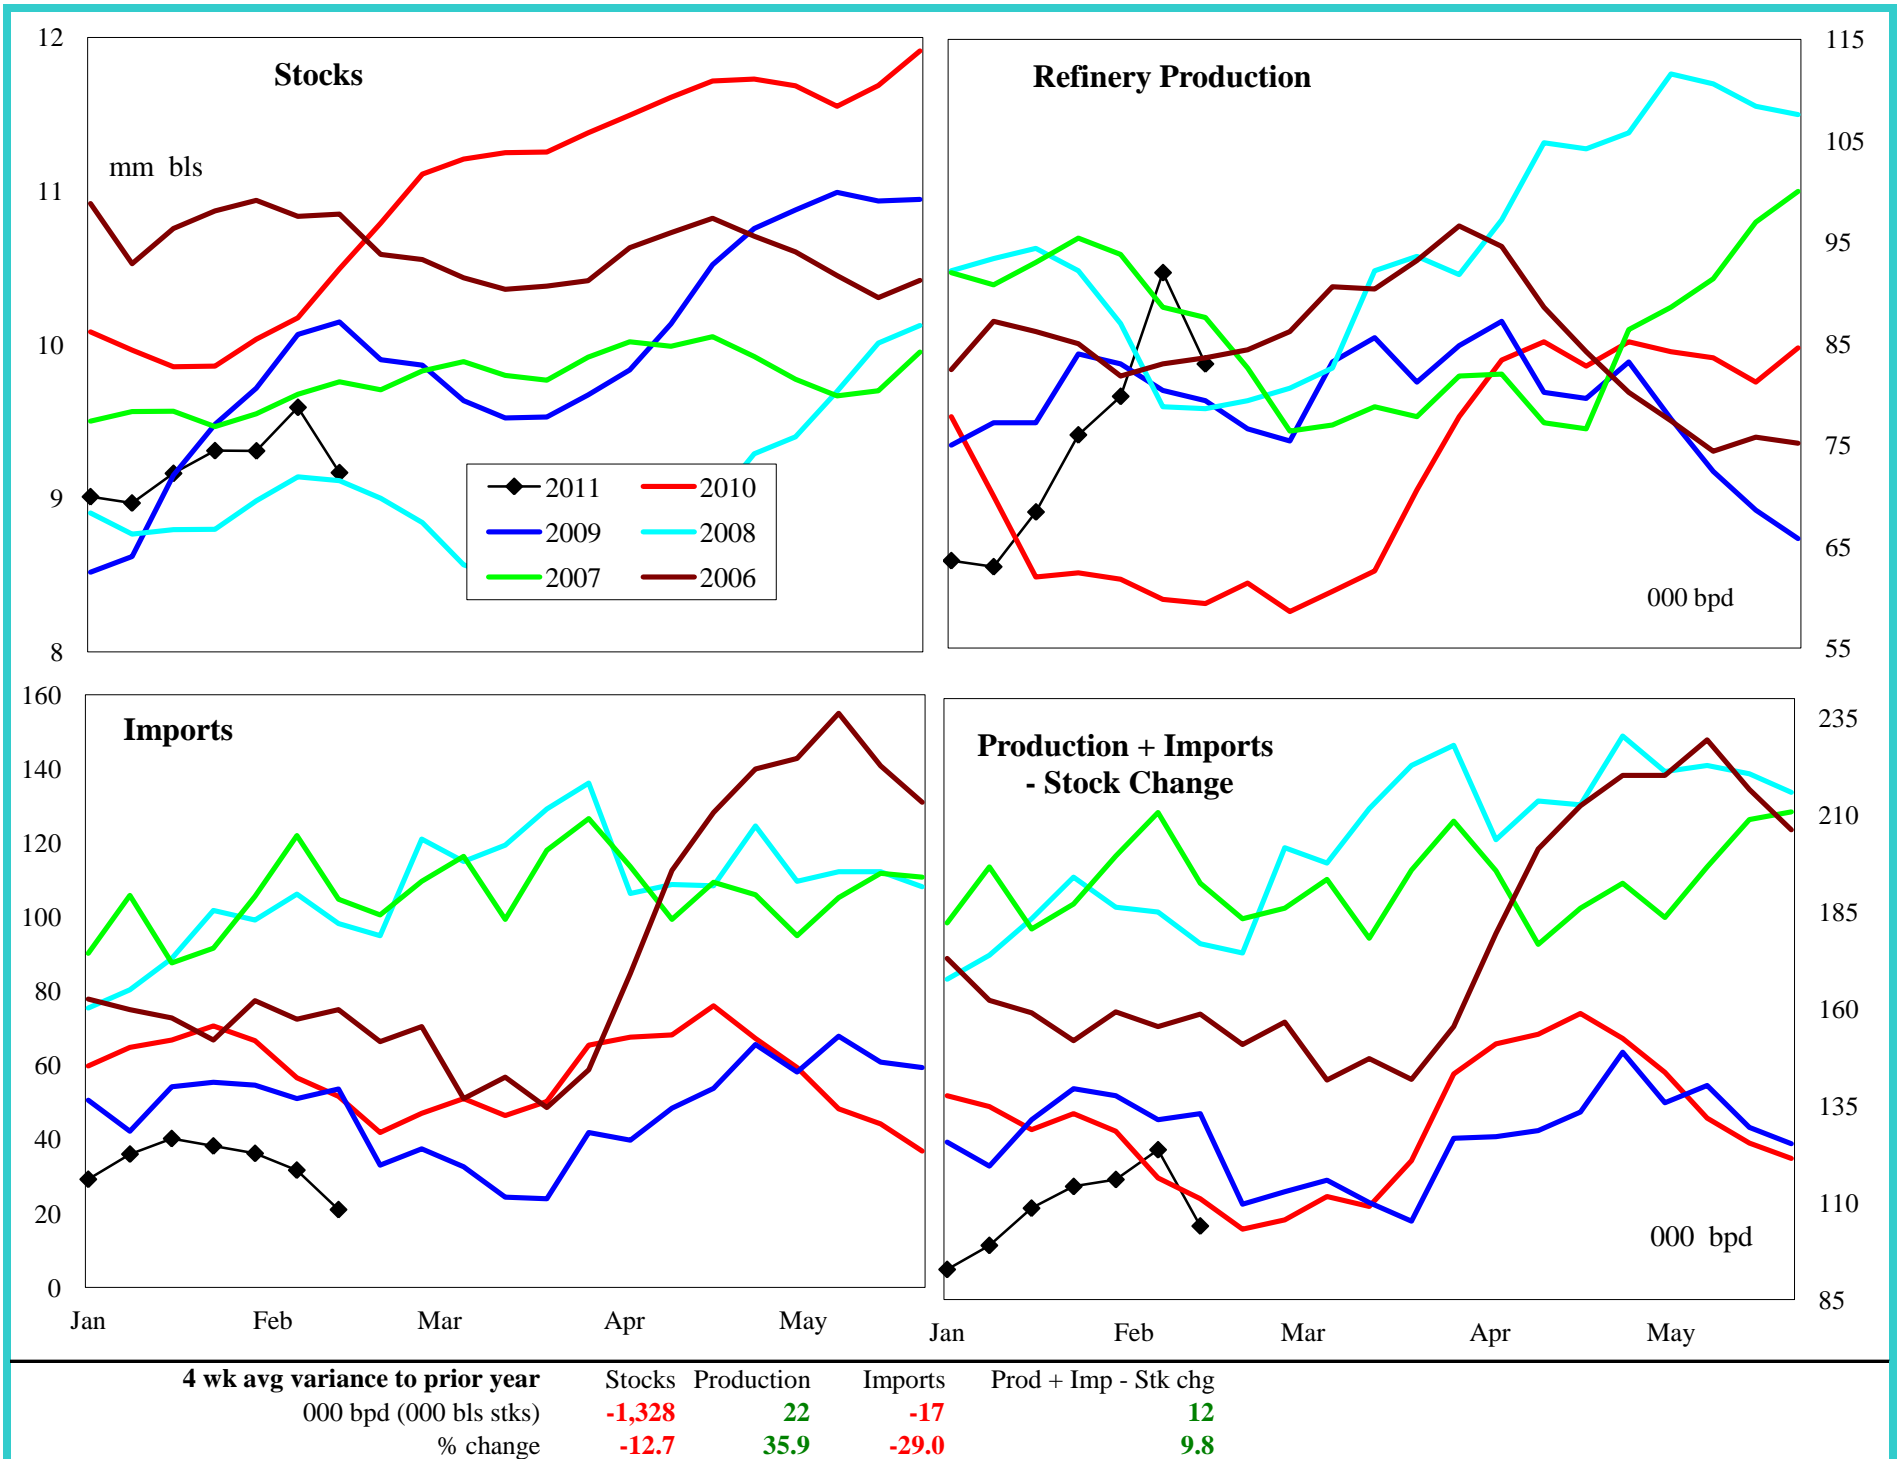 Stocks
mm bls
12
11
10
9
8
2011 2010
2009 2008
2007 2006
Refinery Production
000 bpd
115
105
95
85
75
65
55
Imports
160
140
120
100
80
60
40
20
0
Jan Feb Mar Apr May
Production + Imports
- Stock Change
000 bpd
235
210
185
160
135
110
85
Jan Feb Mar Apr May
4 wk avg variance to prior year Stocks Production Imports Prod + Imp - Stk chg
000 bpd (000 bls stks) -1,328 22 -17 12
% change -12.7 35.9 -29.0 9.8